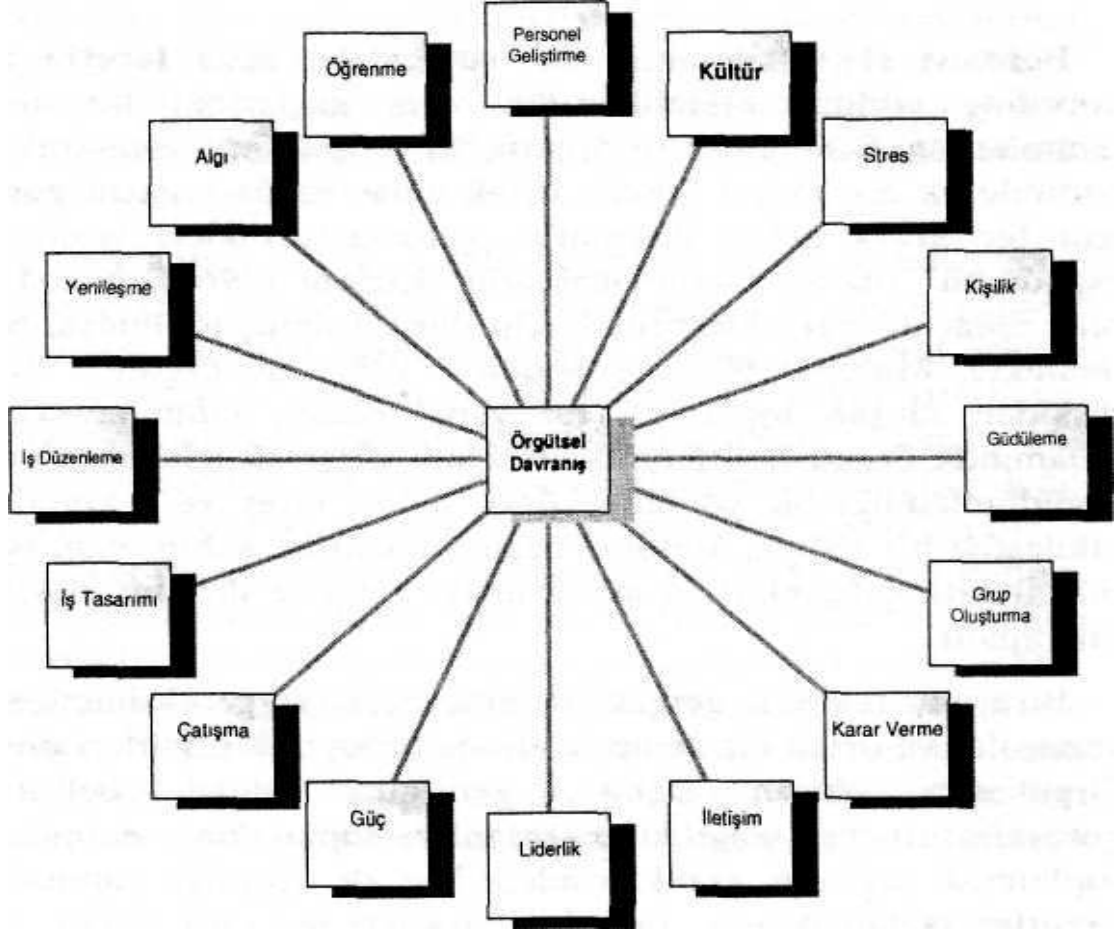 Personel
Geliştirme
Kültür
Stres
Kişilik
Güdüleme
Grup
Oluşturma
Karar Verme
İletişim
Liderlik
Güç
Çatışma
İş Tasarımı
İş Düzenleme
Yenileşme
Algı
Öğrenme
Örgütsel
Davranış